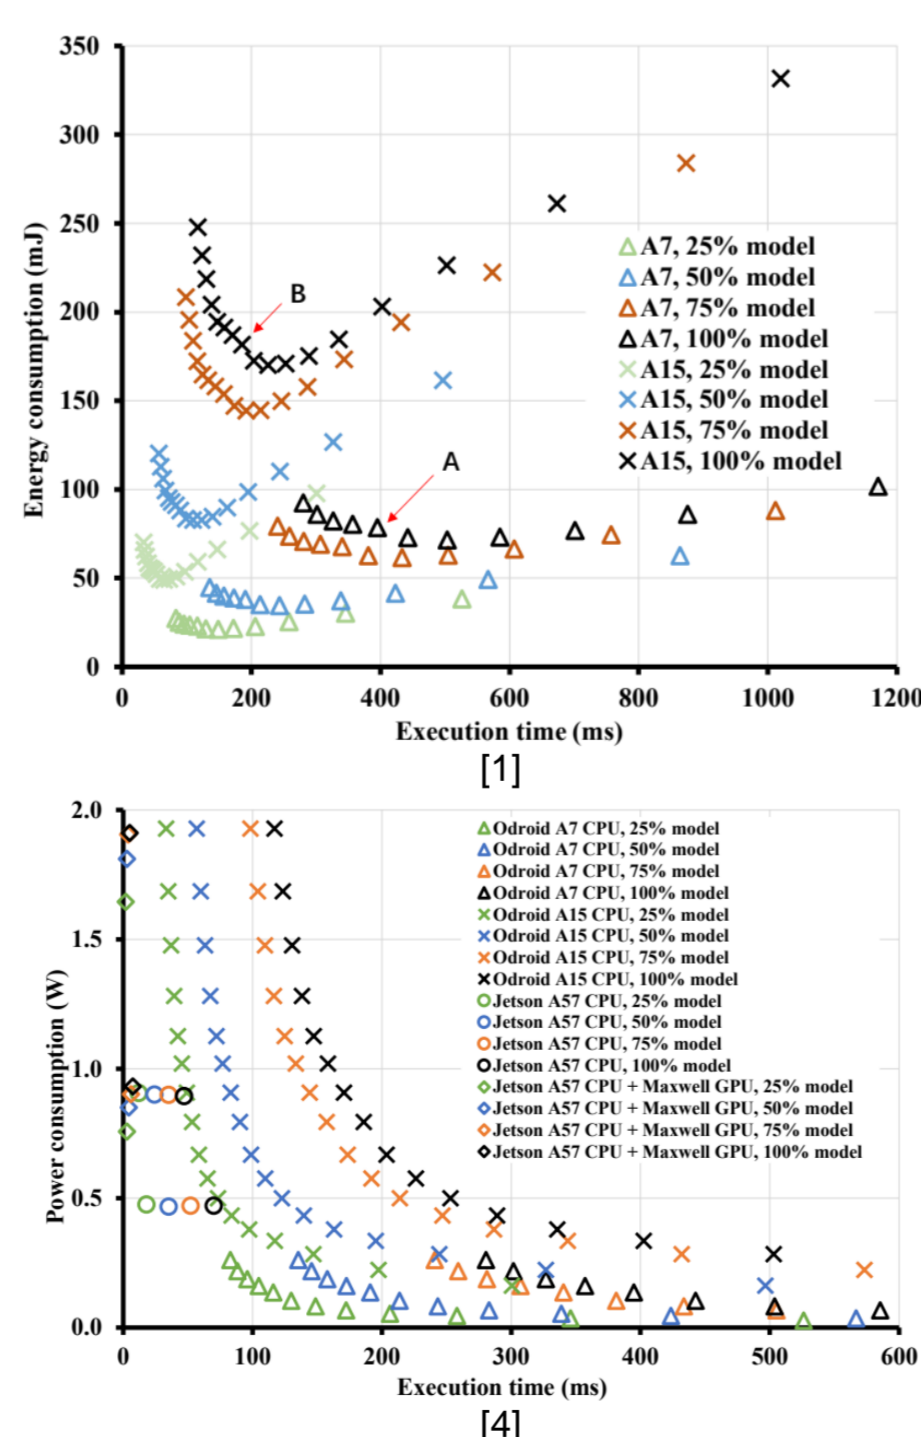 350
300
250
200
150
100
50
0
Energy consumption (mJ)
B
A
A7, 25% model
A7, 50% model
A7, 75% model
A7, 100% model
A15, 25% model
A15, 50% model
A15, 75% model
A15, 100% model
0 200 400 600 800 1000 1200
Execution time (ms)
[1]
2.0
1.5
1.0
0.5
0.0
Power consumption (W)
Odroid A7 CPU, 25% model
Odroid A7 CPU, 50% model
Odroid A7 CPU, 75% model
Odroid A7 CPU, 100% model
Odroid A15 CPU, 25% model
Odroid A15 CPU, 50% model
Odroid A15 CPU, 75% model
Odroid A15 CPU, 100% model
Jetson A57 CPU, 25% model
Jetson A57 CPU, 50% model
Jetson A57 CPU, 75% model
Jetson A57 CPU, 100% model
Jetson A57 CPU + Maxwell GPU, 25% model
Jetson A57 CPU + Maxwell GPU, 50% model
Jetson A57 CPU + Maxwell GPU, 75% model
Jetson A57 CPU + Maxwell GPU, 100% model
0 100 200 300 400 500 600
Execution time (ms)
[4]